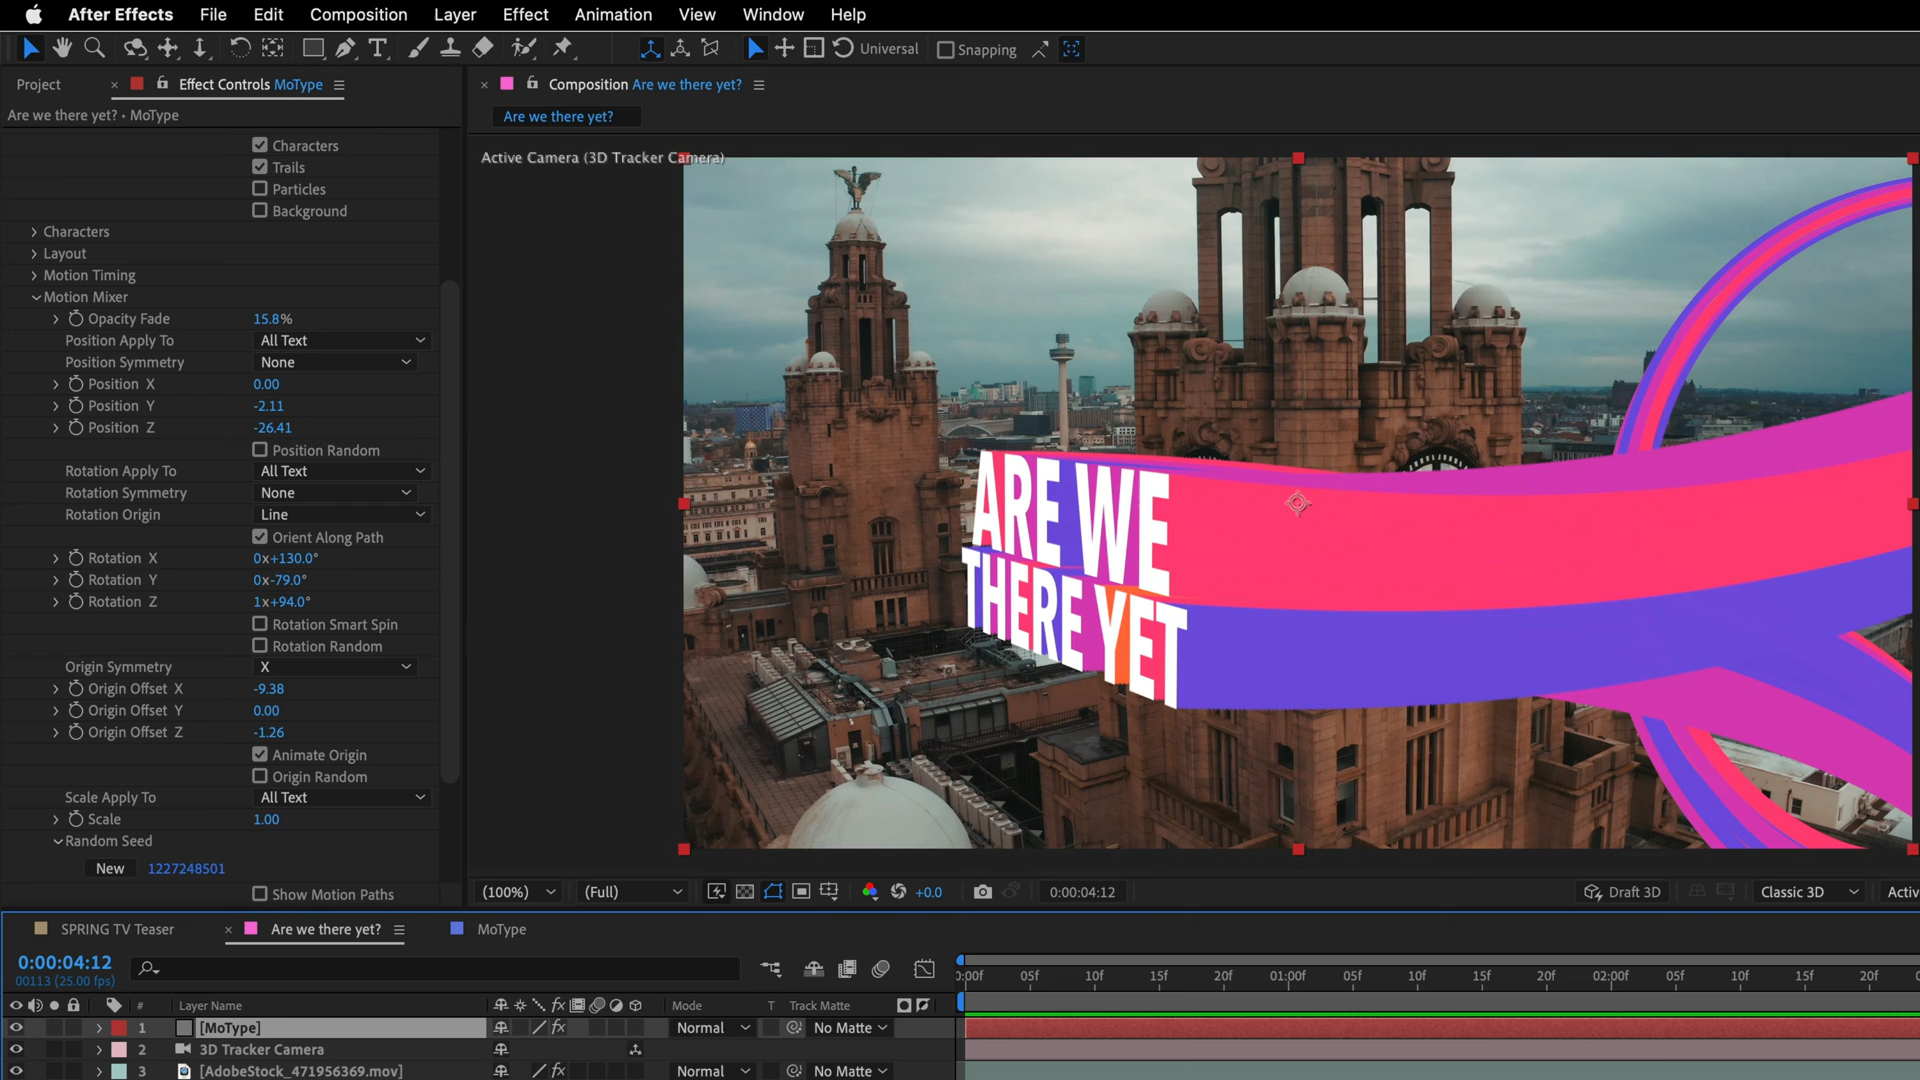 After Effects File Edit Composition Layer Effect Animation View Window Help
Universal Snapping
Project Effect Controls MoType
Are we there yet? • MoType
Composition Are we there yet?
Are we there yet?
Active Camera (3D Tracker Camera)
Characters
Trails
Particles
Background
Characters
Layout
Motion Timing
Motion Mixer
Opacity Fade 15.8%
Position Apply To All Text
Position Symmetry None
Position X 0.00
Position Y -2.11
Position Z -26.41
Position Random
Rotation Apply To All Text
Rotation Symmetry None
Rotation Origin Line
Orient Along Path
Rotation X 0x+130.0°
Rotation Y 0x-79.0°
Rotation Z 1x+94.0°
Rotation Smart Spin
Rotation Random
Origin Symmetry X
Origin Offset X -9.38
Origin Offset Y 0.00
Origin Offset Z -1.26
Animate Origin
Origin Random
Scale Apply To All Text
Scale 1.00
Random Seed
New 1227248501
Show Motion Paths
ARE WE
THERE YET
(100%) (Full) +0.0 0:00:04:12 Draft 3D Classic 3D
SPRING TV Teaser Are we there yet? MoType
0:00:04:12
00113 (25.00 fps)
0:00f 05f 10f 15f 20f 01:00f 05f 10f 15f 20f 02:00f 05f 10f 15f 20f
# Layer Name Mode T Track Matte
1 [MoType] Normal No Matte
2 3D Tracker Camera
3 [AdobeStock_471956369.mov] Normal No Matte